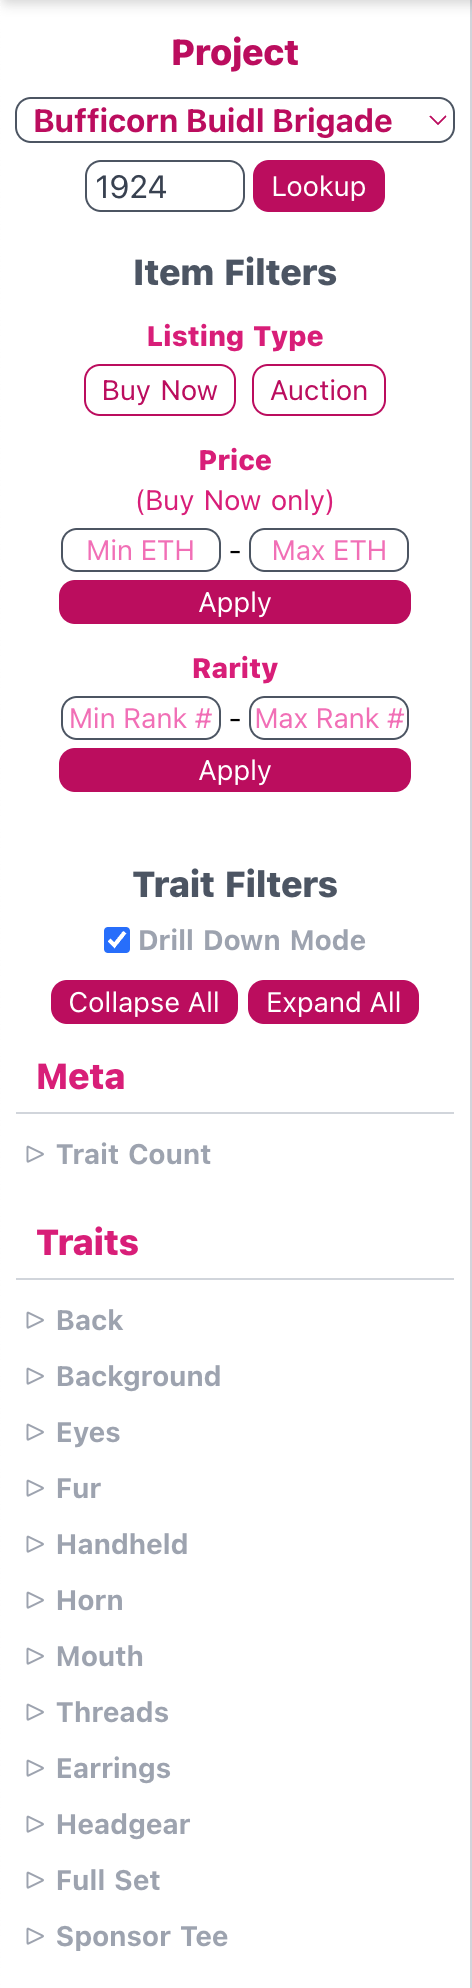 Project
Bufficorn Buidl Brigade
1924 Lookup
Item Filters
Listing Type
Buy Now Auction
Price
(Buy Now only)
Min ETH - Max ETH
Apply
Rarity
Min Rank # - Max Rank #
Apply
Trait Filters
Drill Down Mode
Collapse All Expand All
Meta
Trait Count
Traits
Back
Background
Eyes
Fur
Handheld
Horn
Mouth
Threads
Earrings
Headgear
Full Set
Sponsor Tee